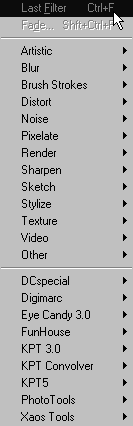 Last Filter Ctrl+F
Fade... Shft+Ctrl+F
Artistic
Blur
Brush Strokes
Distort
Noise
Pixelate
Render
Sharpen
Sketch
Stylize
Texture
Video
Other
DCspecial
Digimarc
Eye Candy 3.0
FunHouse
KPT 3.0
KPT Convolver
KPT5
PhotoTools
Xaos Tools